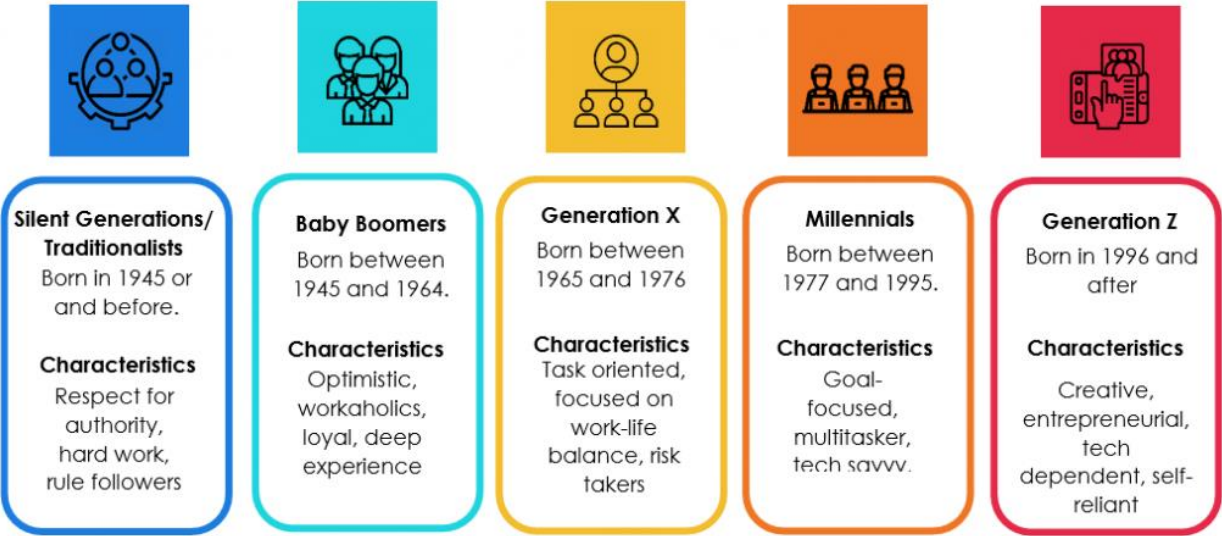 Silent Generations/
Traditionalists
Born in 1945 or
and before.
Characteristics
Respect for
authority,
hard work,
rule followers
Baby Boomers
Born between
1945 and 1964.
Characteristics
Optimistic,
workaholics,
loyal, deep
experience
Generation X
Born between
1965 and 1976
Characteristics
Task oriented,
focused on
work-life
balance, risk
takers
Millennials
Born between
1977 and 1995.
Characteristics
Goal-
focused,
multitasker,
tech savvy,
Generation Z
Born in 1996 and
after
Characteristics
Creative,
entrepreneurial,
tech
dependent, self-
reliant